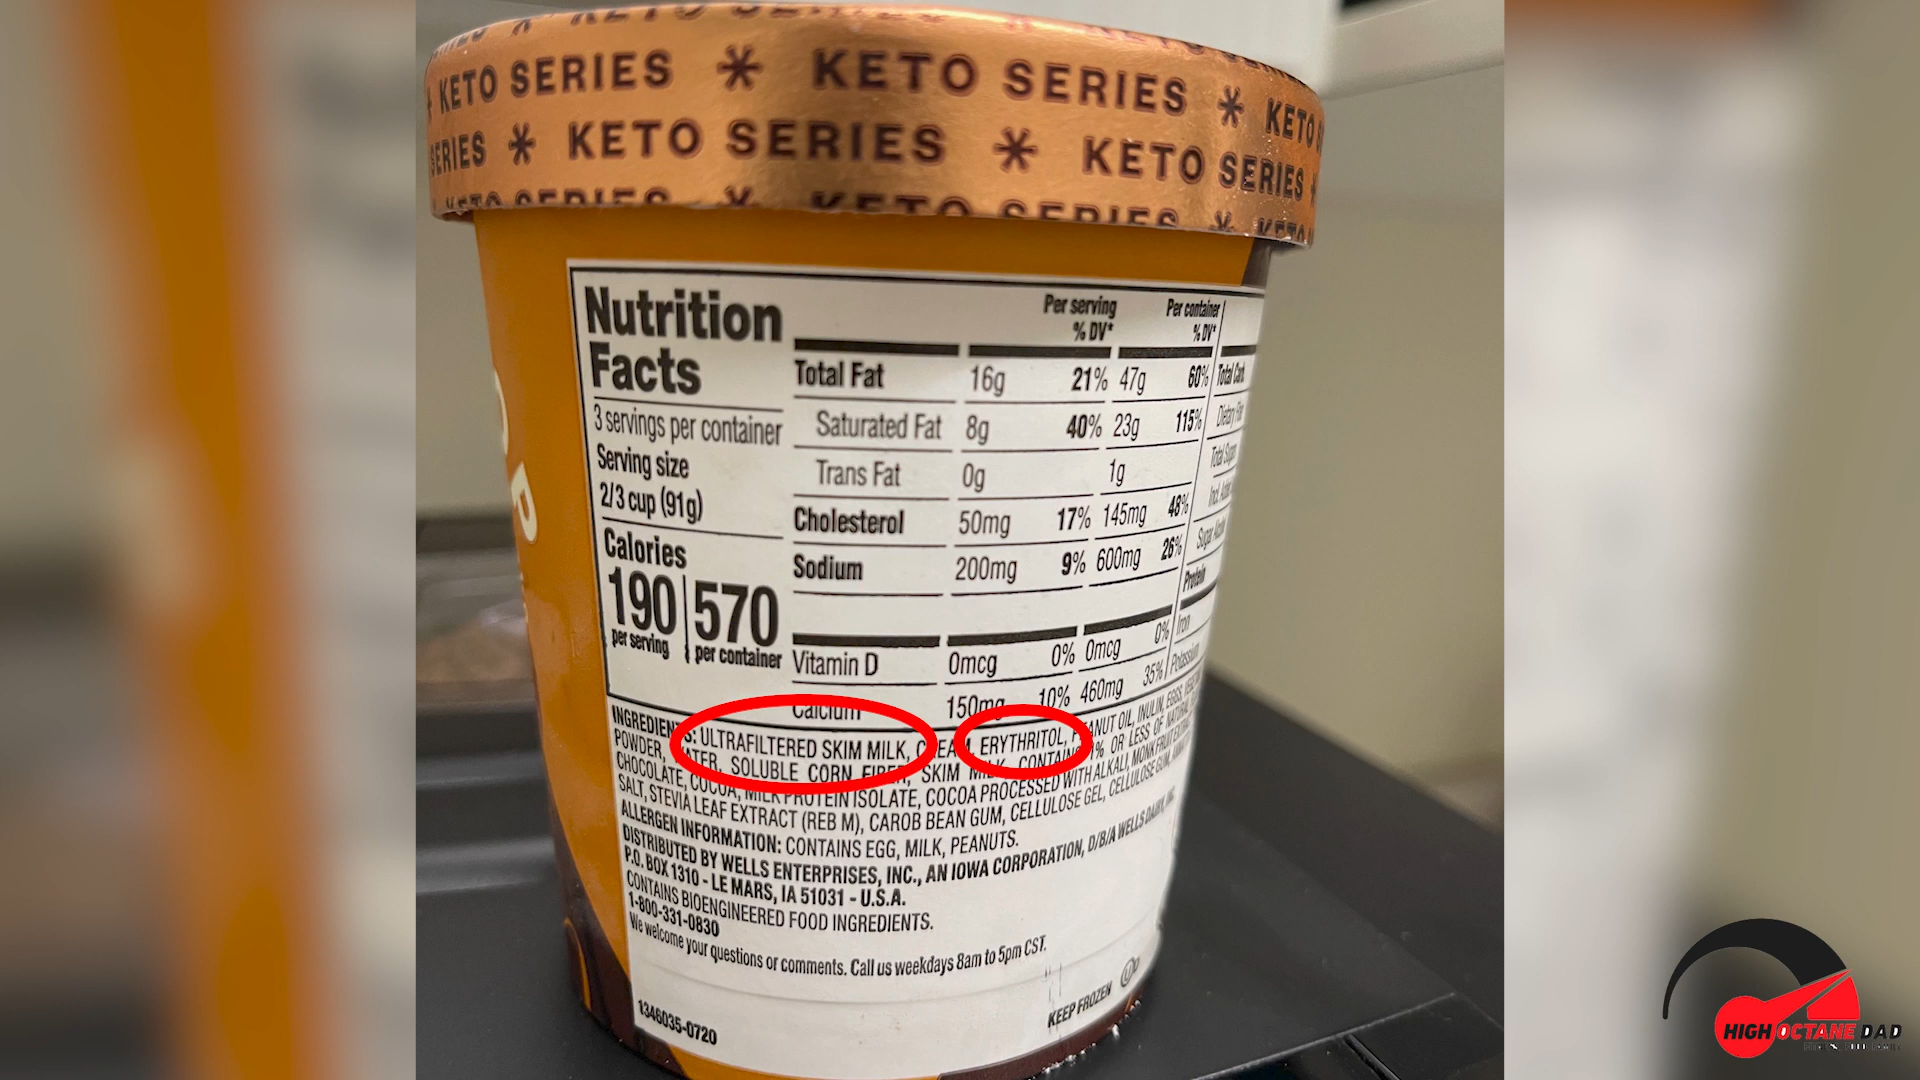 KETO SERIES * KETO SERIES * KETO
SERIES * KETO SERIES * KETO SERIES
KETO SERIES * KETO SERIES * KETO
Nutrition
Facts
3 servings per container
Serving size
2/3 cup (91g)
Calories
190 570
per serving per container
Per serving Per container
% DV* % DV*
Total Fat 16g 21% 47g 60% Total
Saturated Fat 8g 40% 23g 115% Dietary
Trans Fat 0g 1g Total
Cholesterol 50mg 17% 145mg 48% Incl.
Sodium 200mg 9% 600mg 26% Sugar
Protein
Vitamin D 0mcg 0% 0mcg 0% Iron
Calcium 150mg 10% 460mg 35% Potassium
INGREDIENTS: ULTRAFILTERED SKIM MILK, CREAM, ERYTHRITOL, PEANUT OIL, INULIN, EGGS,
POWDER, WATER, SOLUBLE CORN FIBER, SKIM MILK, CONTAINS % OR LESS OF NATURAL
CHOCOLATE, COCOA, MILK PROTEIN ISOLATE, COCOA PROCESSED WITH ALKALI, MONK FRUIT
SALT, STEVIA LEAF EXTRACT (REB M), CAROB BEAN GUM, CELLULOSE GEL, CELLULOSE GUM,
ALLERGEN INFORMATION: CONTAINS EGG, MILK, PEANUTS.
DISTRIBUTED BY WELLS ENTERPRISES, INC., AN IOWA CORPORATION, D/B/A WELLS DAIRY, INC.
P.O. BOX 1310 - LE MARS, IA 51031 - U.S.A.
CONTAINS BIOENGINEERED FOOD INGREDIENTS.
1-800-331-0830
We welcome your questions or comments. Call us weekdays 8am to 5pm CST.
1346035-0720
KEEP FROZEN
HIGH OCTANE DAD